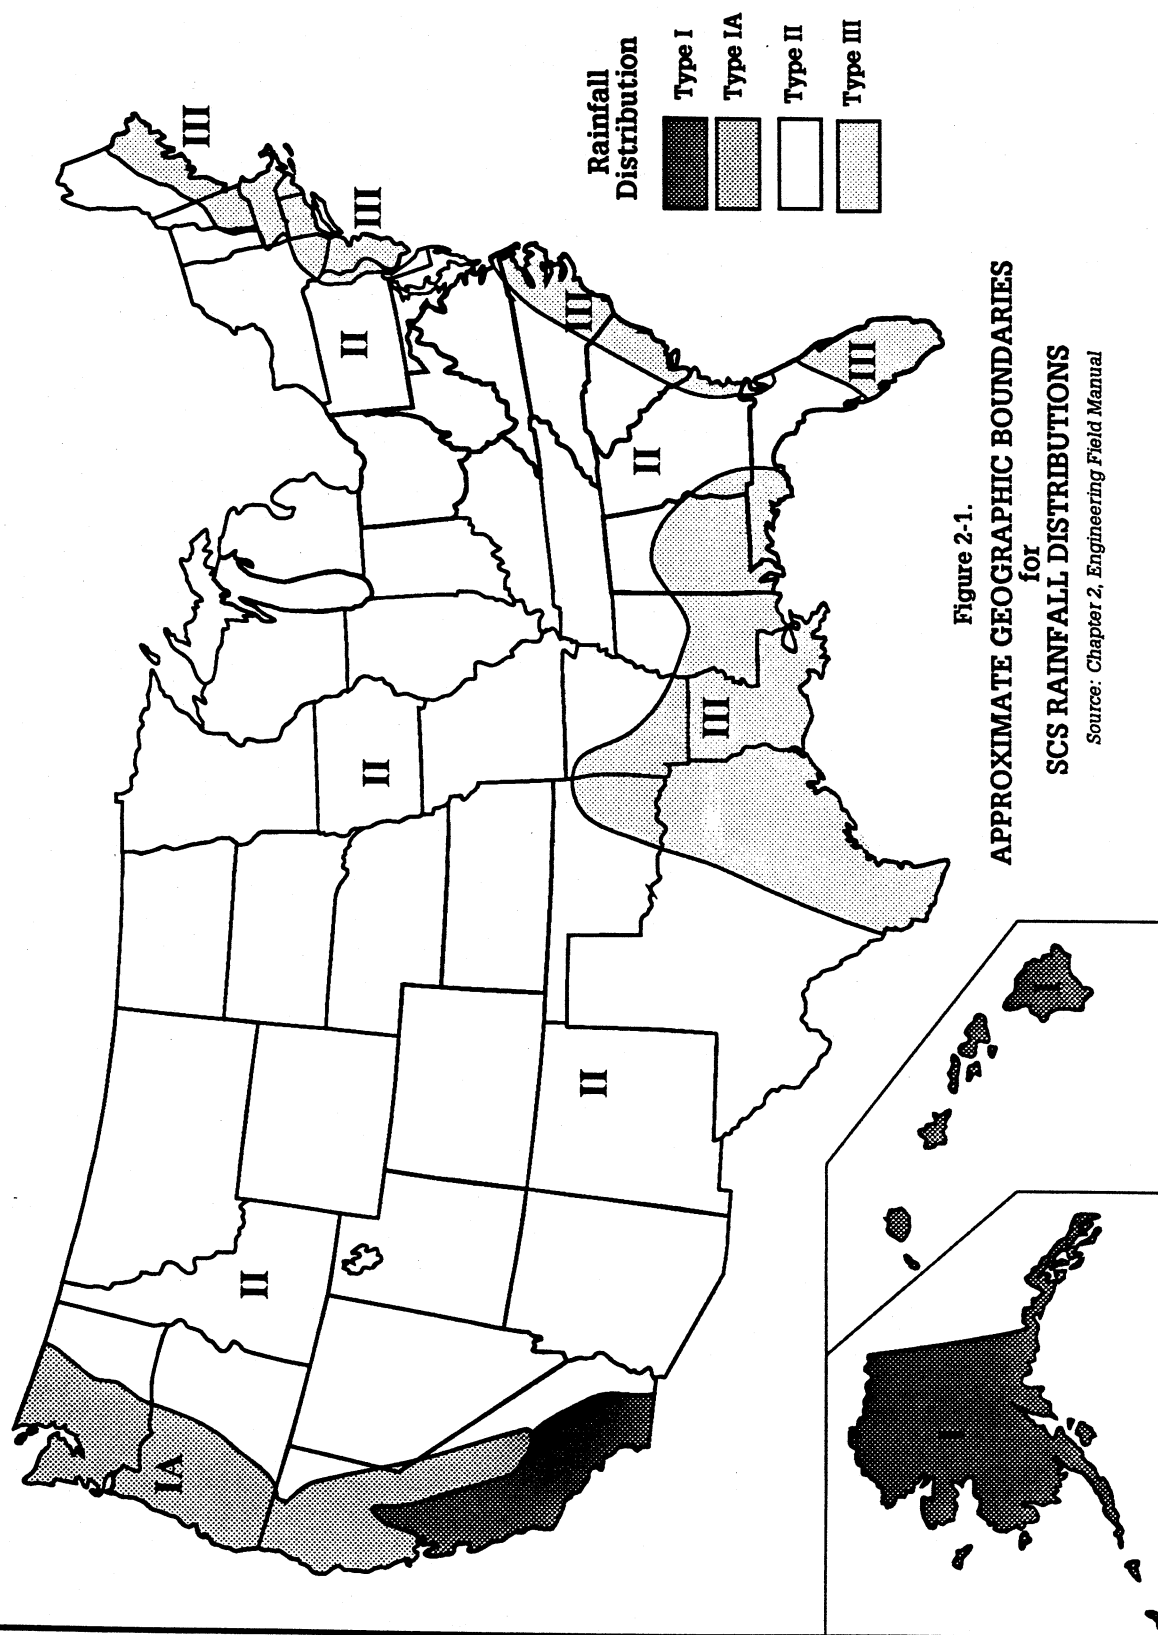 III
III
II
III
III
II
III
II
II
II
IA
I
I
Rainfall
Distribution
Type I
Type IA
Type II
Type III
Figure 2-1.
APPROXIMATE GEOGRAPHIC BOUNDARIES
for
SCS RAINFALL DISTRIBUTIONS
Source: Chapter 2, Engineering Field Manual